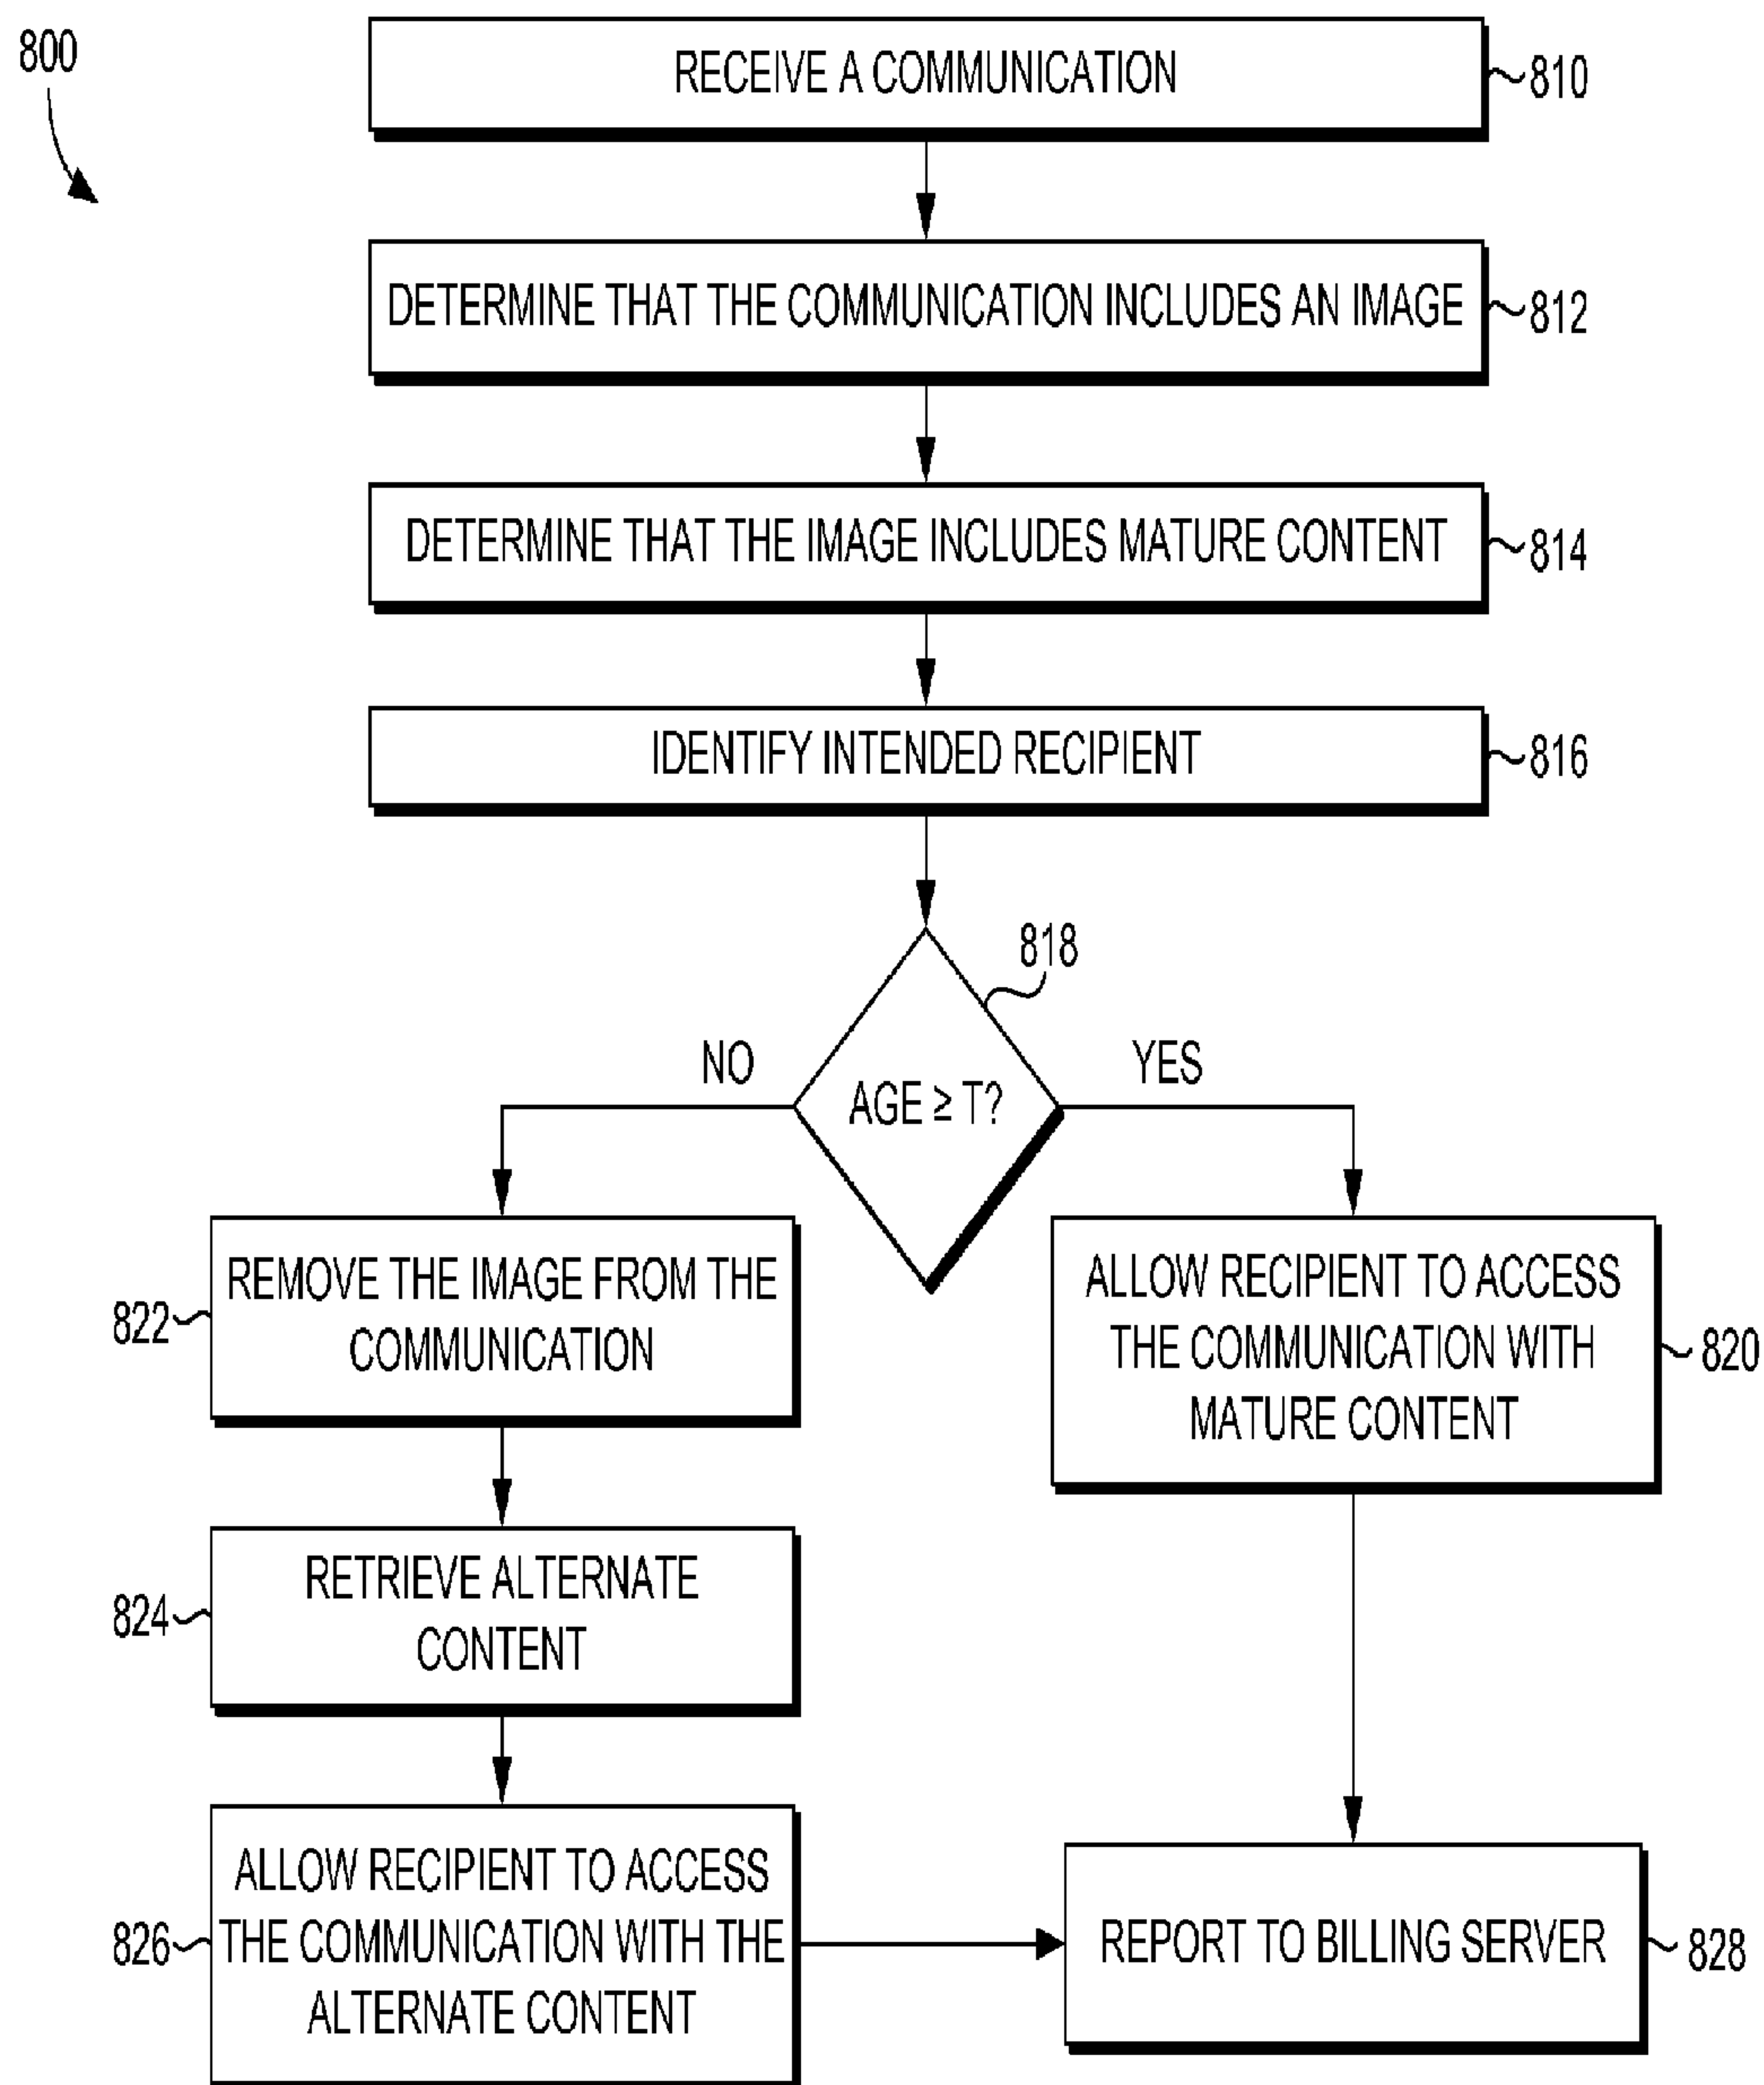 800
RECEIVE A COMMUNICATION
810
DETERMINE THAT THE COMMUNICATION INCLUDES AN IMAGE
812
DETERMINE THAT THE IMAGE INCLUDES MATURE CONTENT
814
IDENTIFY INTENDED RECIPIENT
816
818
AGE ≥ T?
NO
YES
REMOVE THE IMAGE FROM THE
COMMUNICATION
822
ALLOW RECIPIENT TO ACCESS
THE COMMUNICATION WITH
MATURE CONTENT
820
RETRIEVE ALTERNATE
CONTENT
824
ALLOW RECIPIENT TO ACCESS
THE COMMUNICATION WITH THE
ALTERNATE CONTENT
826
REPORT TO BILLING SERVER
828